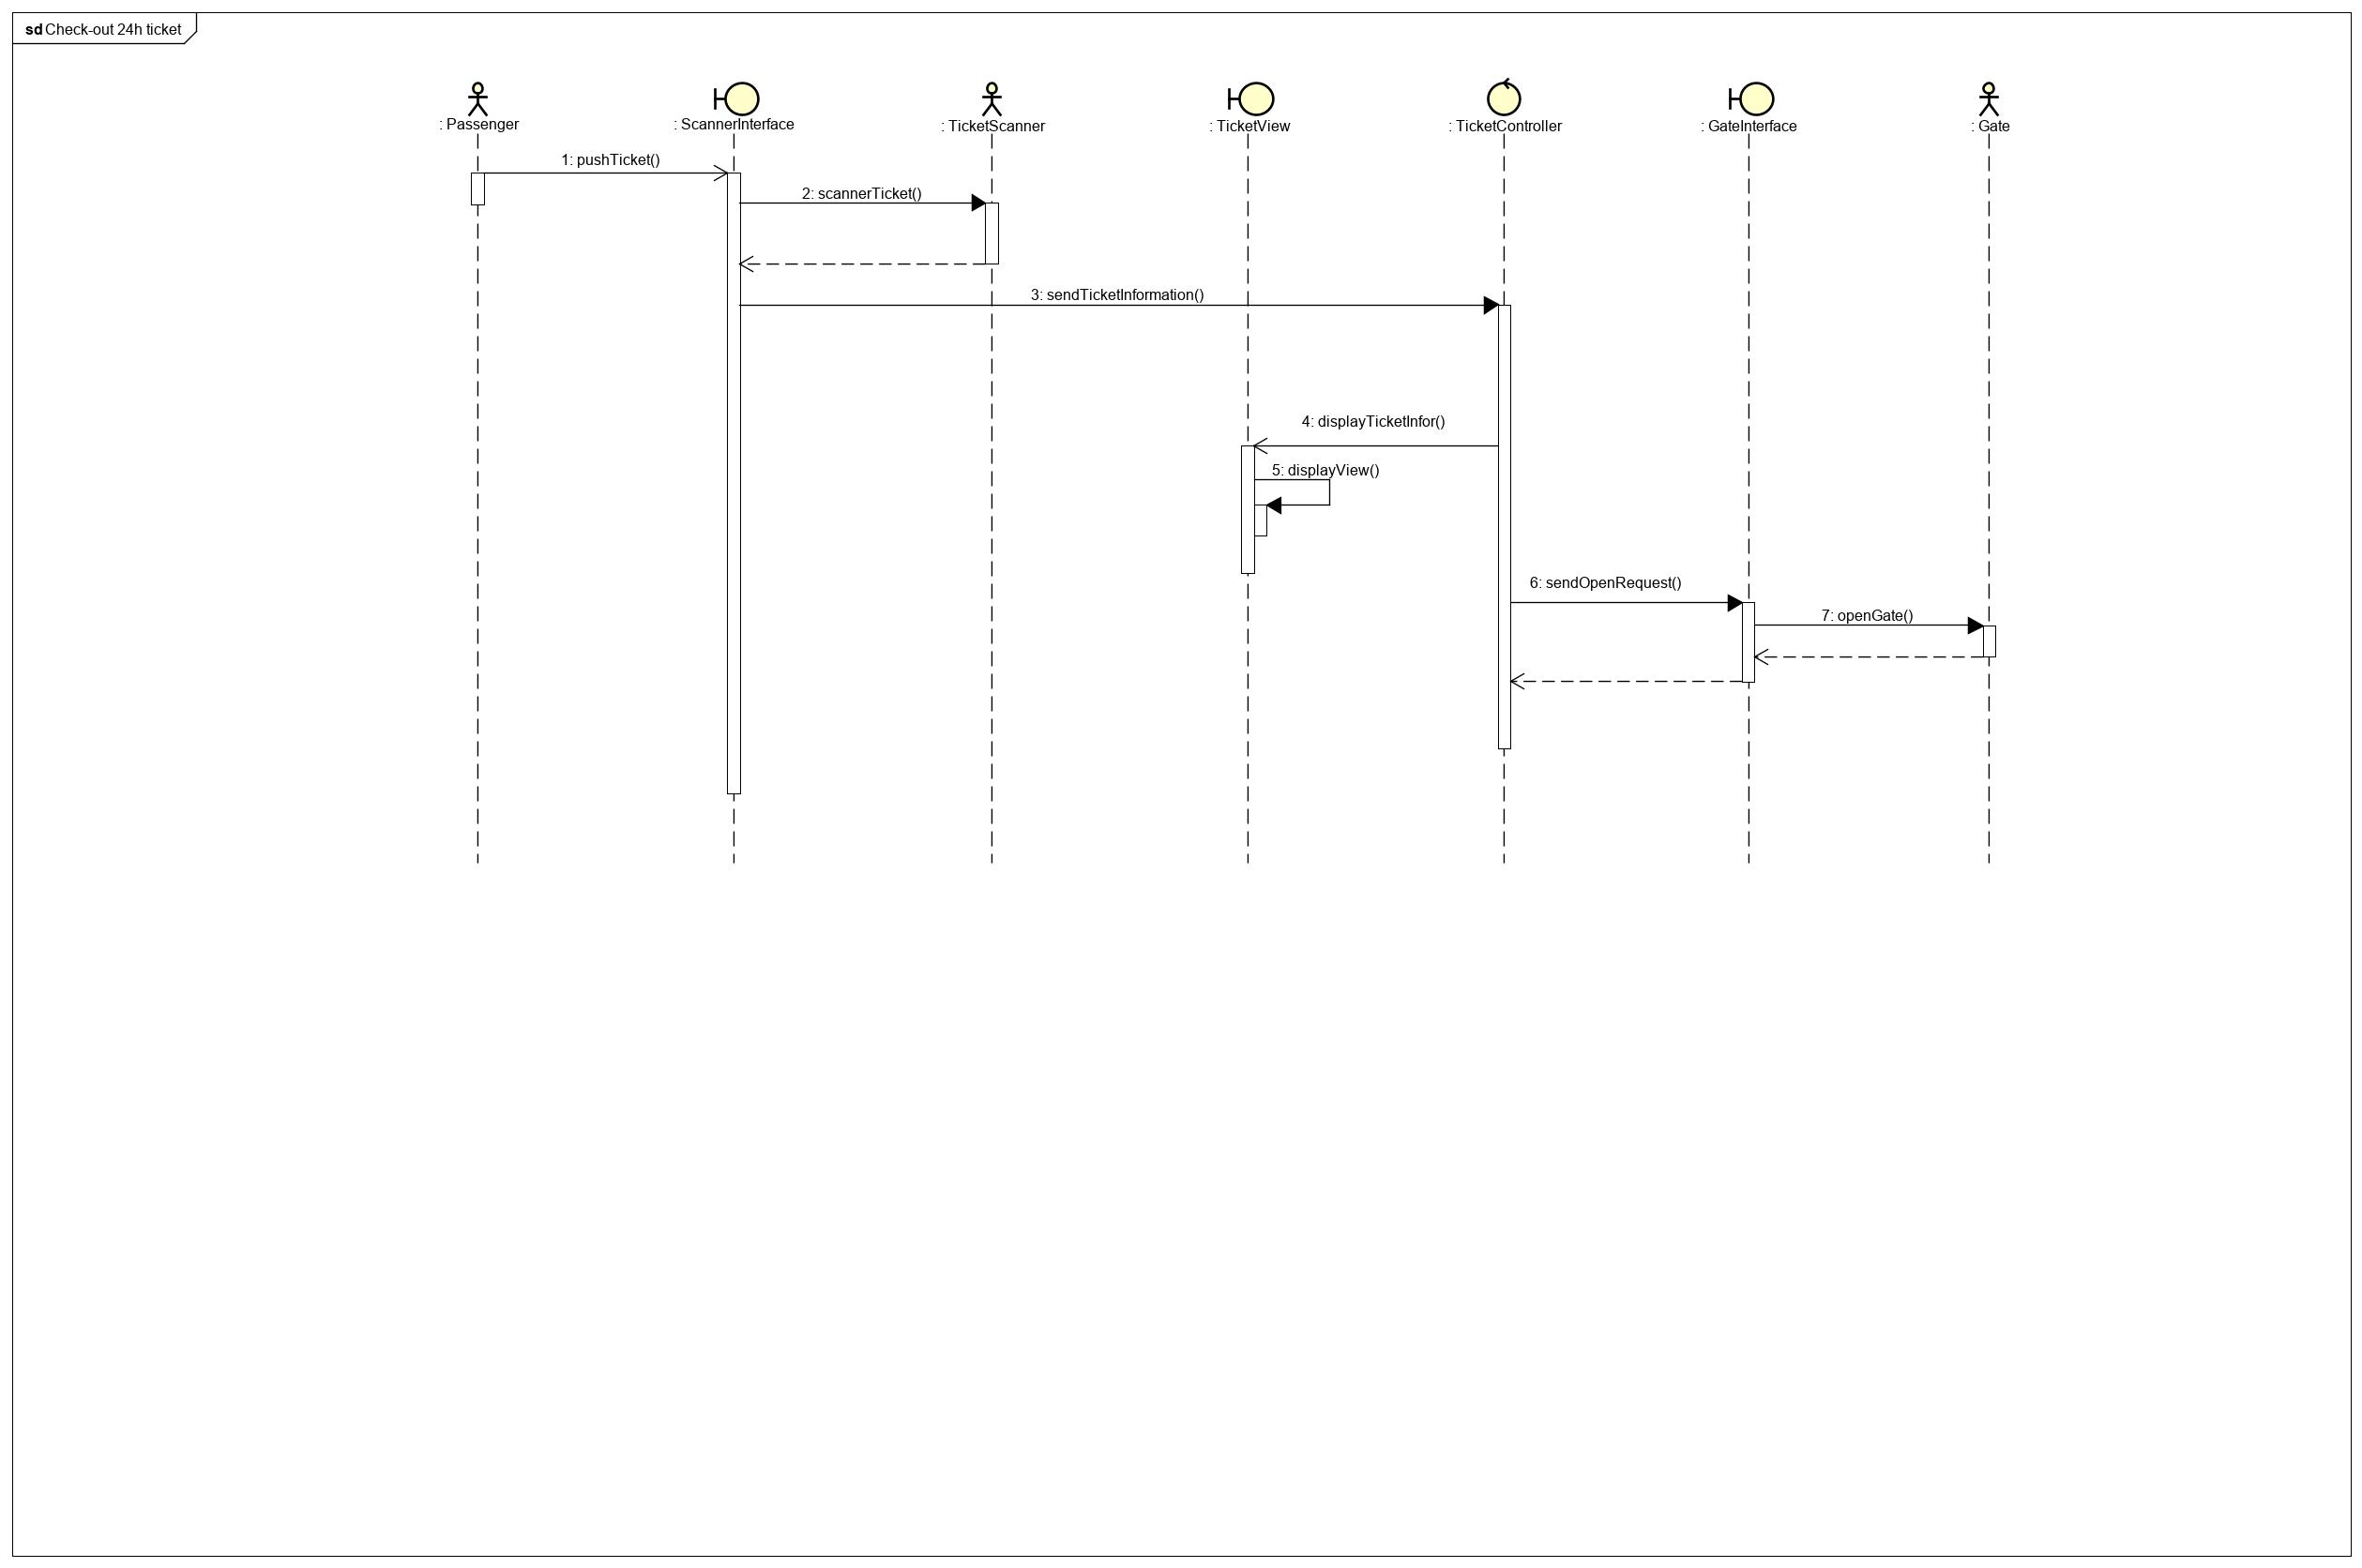 sd Check-out 24h ticket
: Passenger
: ScannerInterface
: TicketScanner
: TicketView
: TicketController
: GateInterface
: Gate
1: pushTicket()
2: scannerTicket()
3: sendTicketInformation()
4: displayTicketInfor()
5: displayView()
6: sendOpenRequest()
7: openGate()